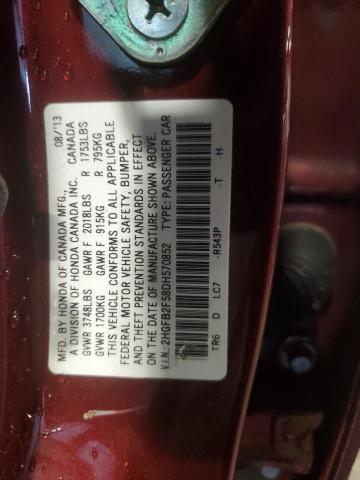 MFD. BY HONDA OF CANADA MFG., 08/'13
A DIVISION OF HONDA CANADA INC. CANADA
GVWR 3748LBS GAWR F 2018LBS R 1753LBS
GVWR 1700KG GAWR F 915KG R 795KG
THIS VEHICLE CONFORMS TO ALL APPLICABLE
FEDERAL MOTOR VEHICLE SAFETY, BUMPER,
AND THEFT PREVENTION STANDARDS IN EFFECT
ON THE DATE OF MANUFACTURE SHOWN ABOVE.
V.I.N.: 2HGFB2F58DH570852 TYPE: PASSENGER CAR
TR6 D LC7 -R543P -T -H